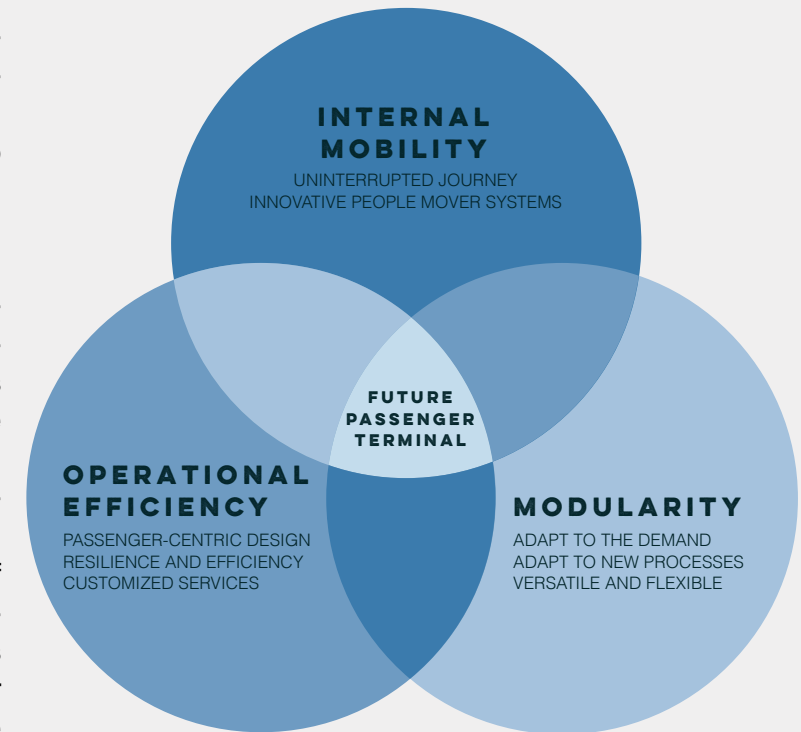 INTERNAL
MOBILITY
UNINTERRUPTED JOURNEY
INNOVATIVE PEOPLE MOVER SYSTEMS
FUTURE
PASSENGER
TERMINAL
OPERATIONAL
EFFICIENCY
PASSENGER-CENTRIC DESIGN
RESILIENCE AND EFFICIENCY
CUSTOMIZED SERVICES
MODULARITY
ADAPT TO THE DEMAND
ADAPT TO NEW PROCESSES
VERSATILE AND FLEXIBLE